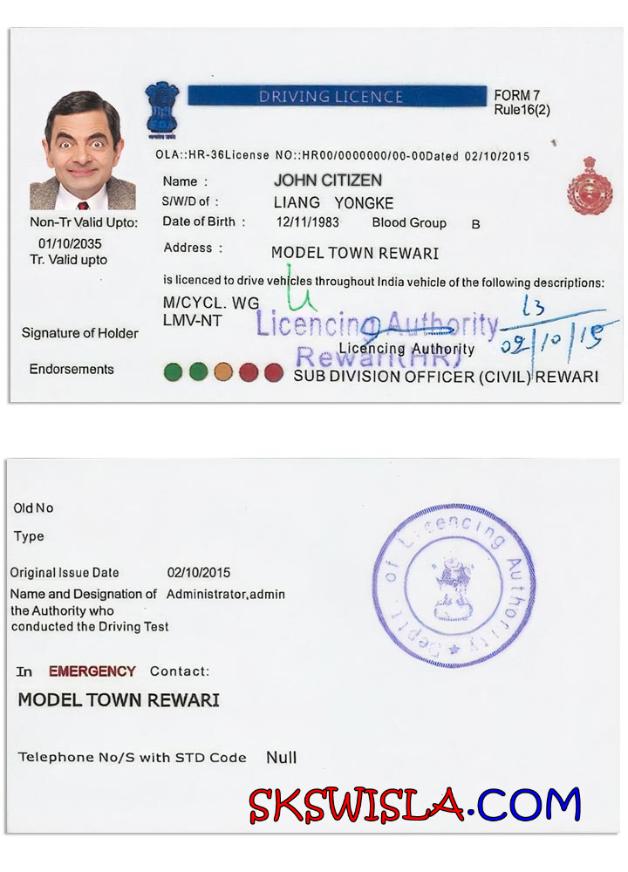 DRIVING LICENCE
FORM 7
Rule16(2)
OLA::HR-36License NO::HR00/0000000/00-00Dated 02/10/2015
Name : JOHN CITIZEN
S/W/D of : LIANG YONGKE
Date of Birth : 12/11/1983 Blood Group B
Address : MODEL TOWN REWARI
Non-Tr Valid Upto:
01/10/2035
Tr. Valid upto
is licenced to drive vehicles throughout India vehicle of the following descriptions:
M/CYCL. WG
LMV-NT
Licencing Authority
Rewari(HR)
Licencing Authority
13
02/10/15
Signature of Holder
Endorsements
SUB DIVISION OFFICER (CIVIL) REWARI
Old No
Type
Original Issue Date 02/10/2015
Name and Designation of Administrator,admin
the Authority who
conducted the Driving Test
Deptt. of Licencing Authority
In EMERGENCY Contact:
MODEL TOWN REWARI
Telephone No/S with STD Code Null
SKSWISLA.COM